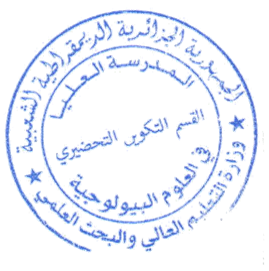 الجمهورية الجزائرية الديمقراطية الشعبية
وزارة التعليم العالي والبحث العلمي
المدرسة العليا
في العلوم البيولوجية
القسم التكوين التحضيري